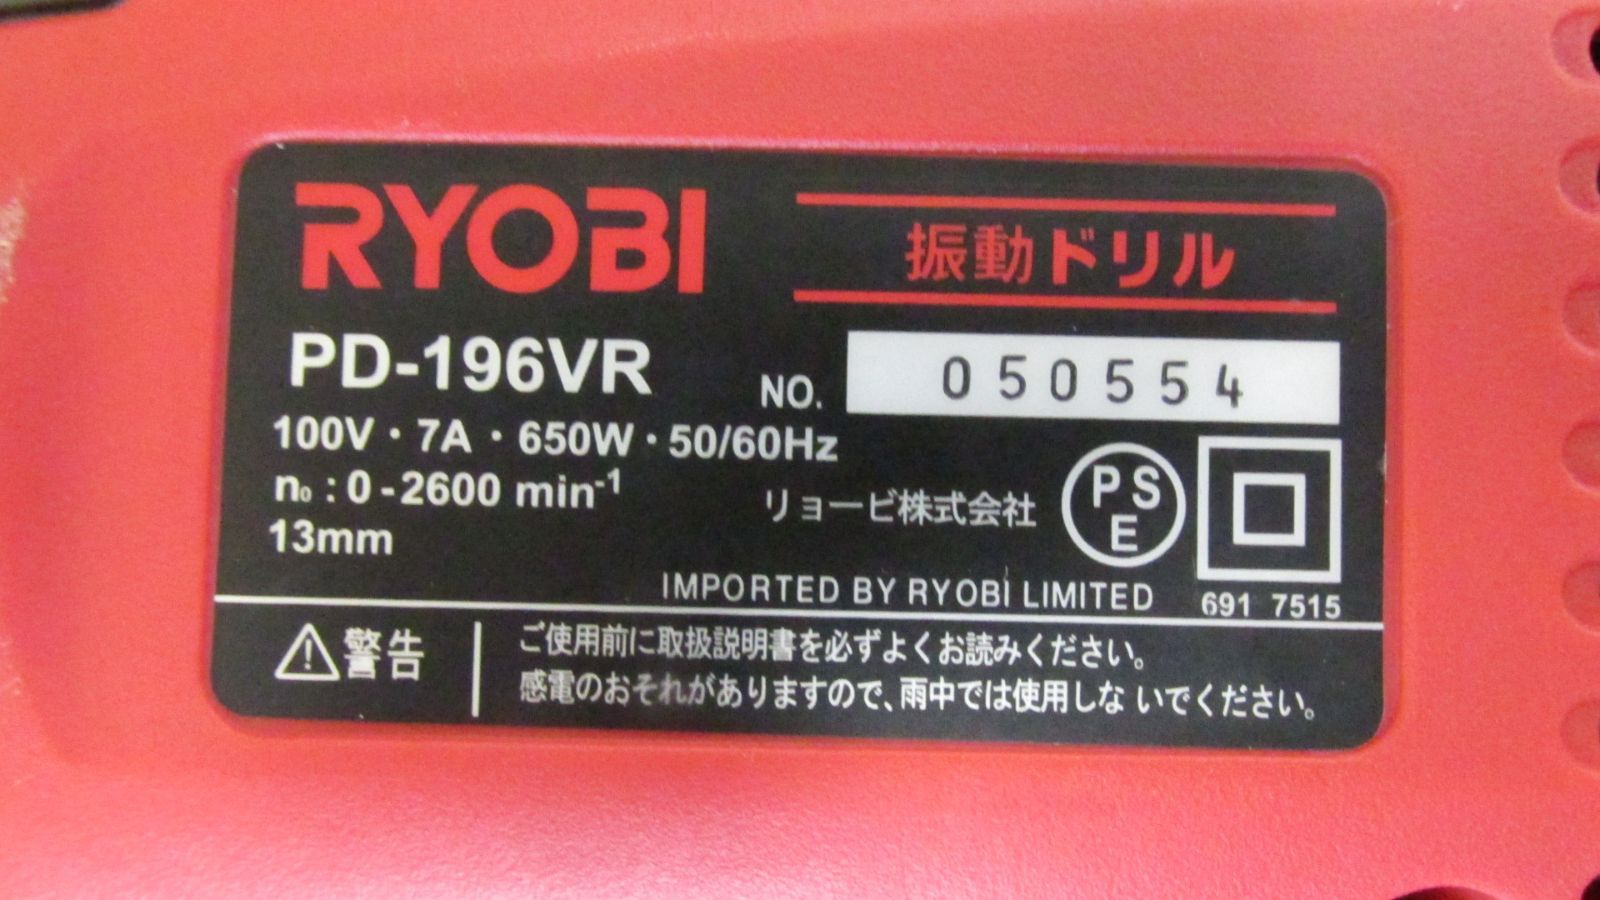 RYOBI
振動ドリル
PD-196VR
NO. 050554
100V・7A・650W・50/60Hz
n₀ : 0 - 2600 min⁻¹
13mm
リョービ株式会社
PSE
IMPORTED BY RYOBI LIMITED
691 7515
警告
ご使用前に取扱説明書を必ずよくお読みください。
感電のおそれがありますので、雨中では使用しな いでください。